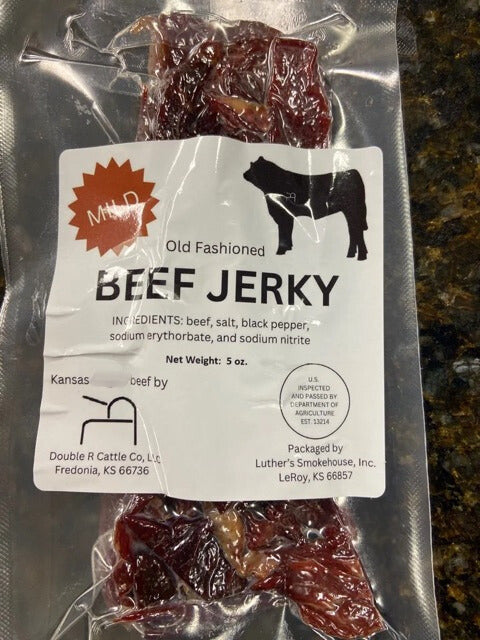 MILD
Old Fashioned
BEEF JERKY
INGREDIENTS: beef, salt, black pepper,
sodium erythorbate, and sodium nitrite
Net Weight: 5 oz.
Kansas beef by
Double R Cattle Co, LLC
Fredonia, KS 66736
U.S.
INSPECTED
AND PASSED BY
DEPARTMENT OF
AGRICULTURE
EST. 13214
Packaged by
Luther's Smokehouse, Inc.
LeRoy, KS 66857